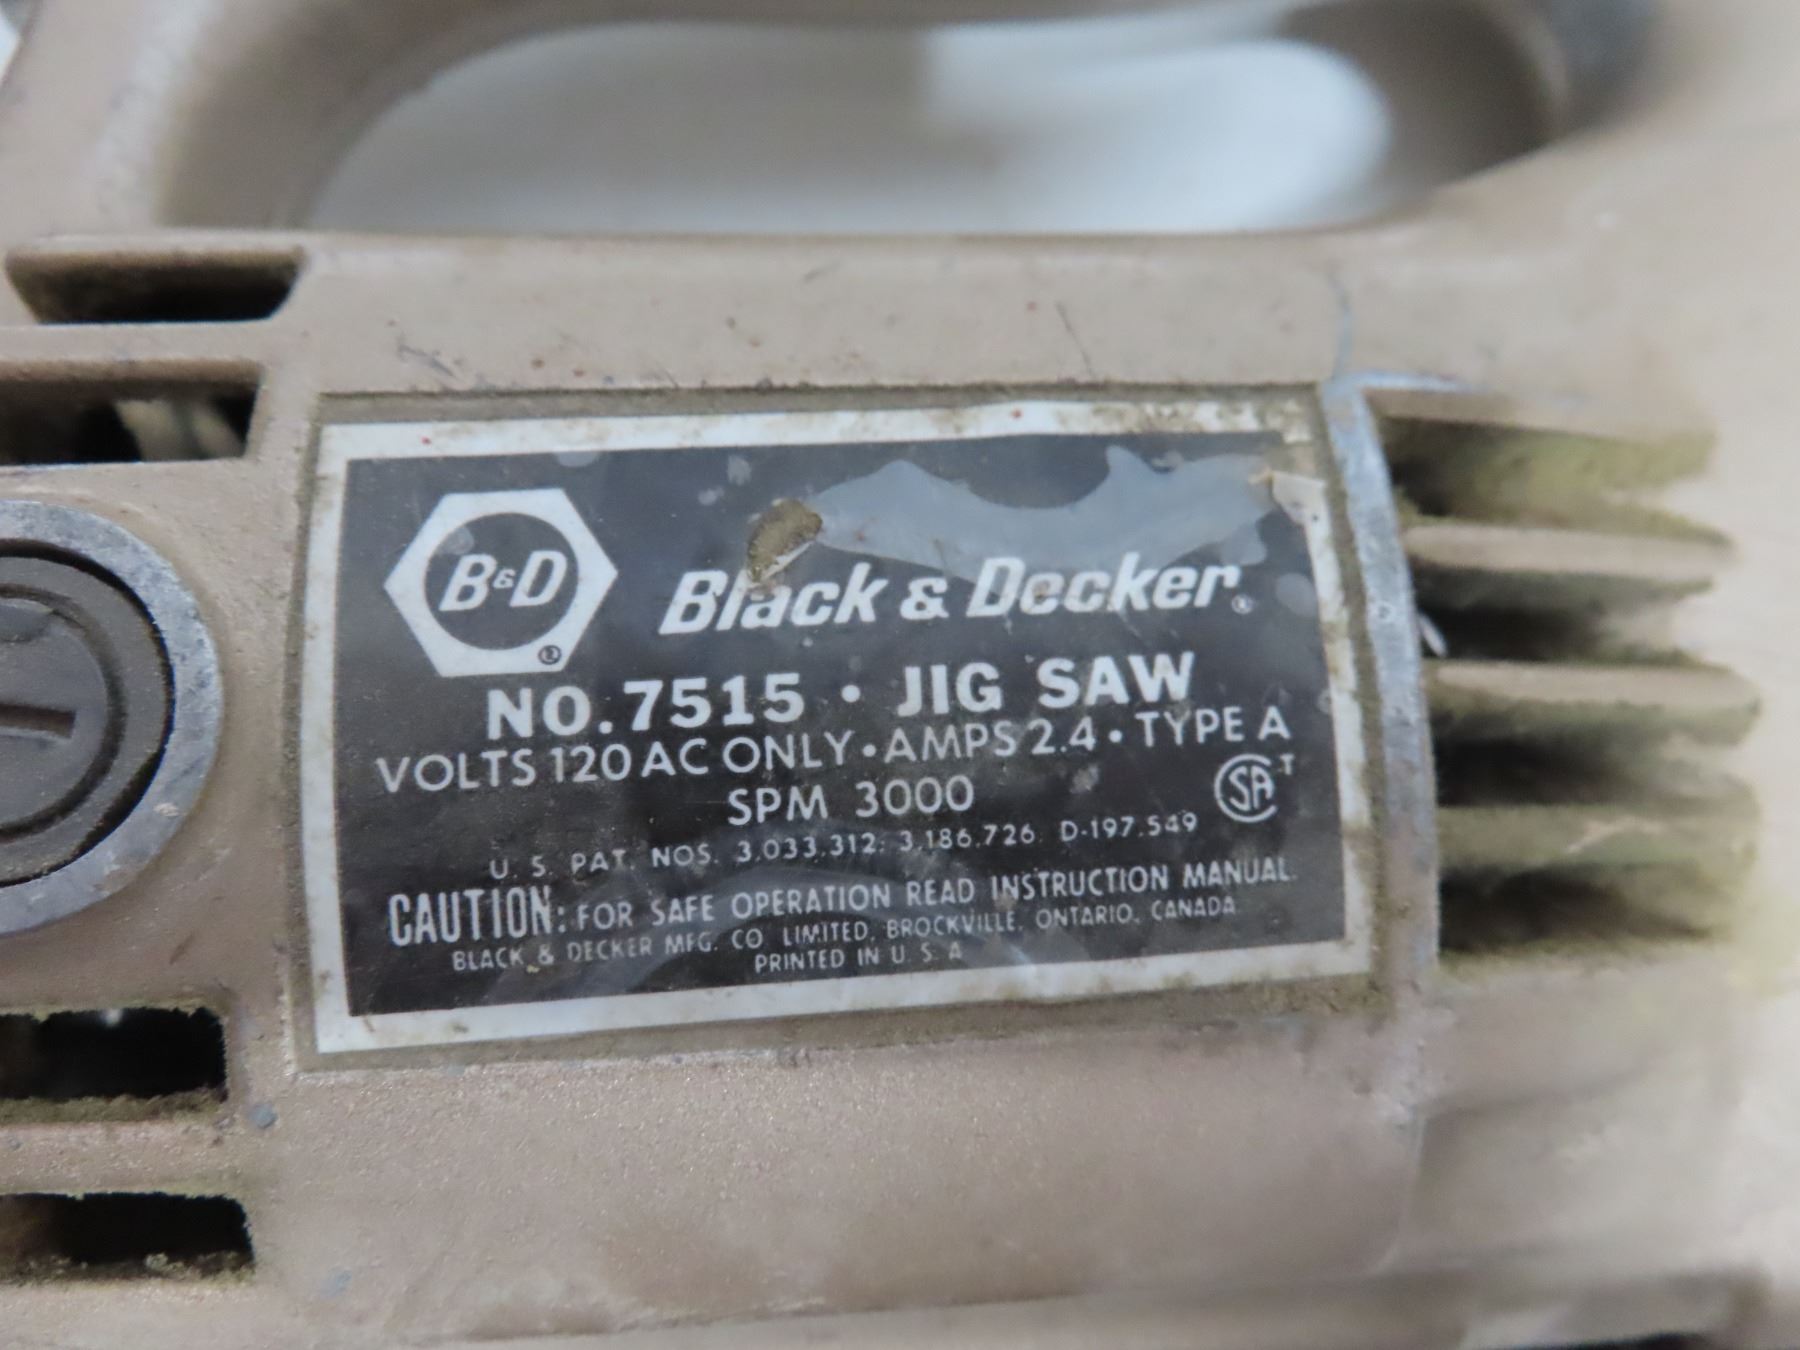 B&D ®
Black & Decker®
NO. 7515 • JIG SAW
VOLTS 120 AC ONLY • AMPS 2.4 • TYPE A
SPM 3000
SA T
U. S. PAT. NOS. 3,033,312; 3,186,726 D-197,549
CAUTION: FOR SAFE OPERATION READ INSTRUCTION MANUAL.
BLACK & DECKER MFG. CO LIMITED, BROCKVILLE, ONTARIO, CANADA
PRINTED IN U. S. A